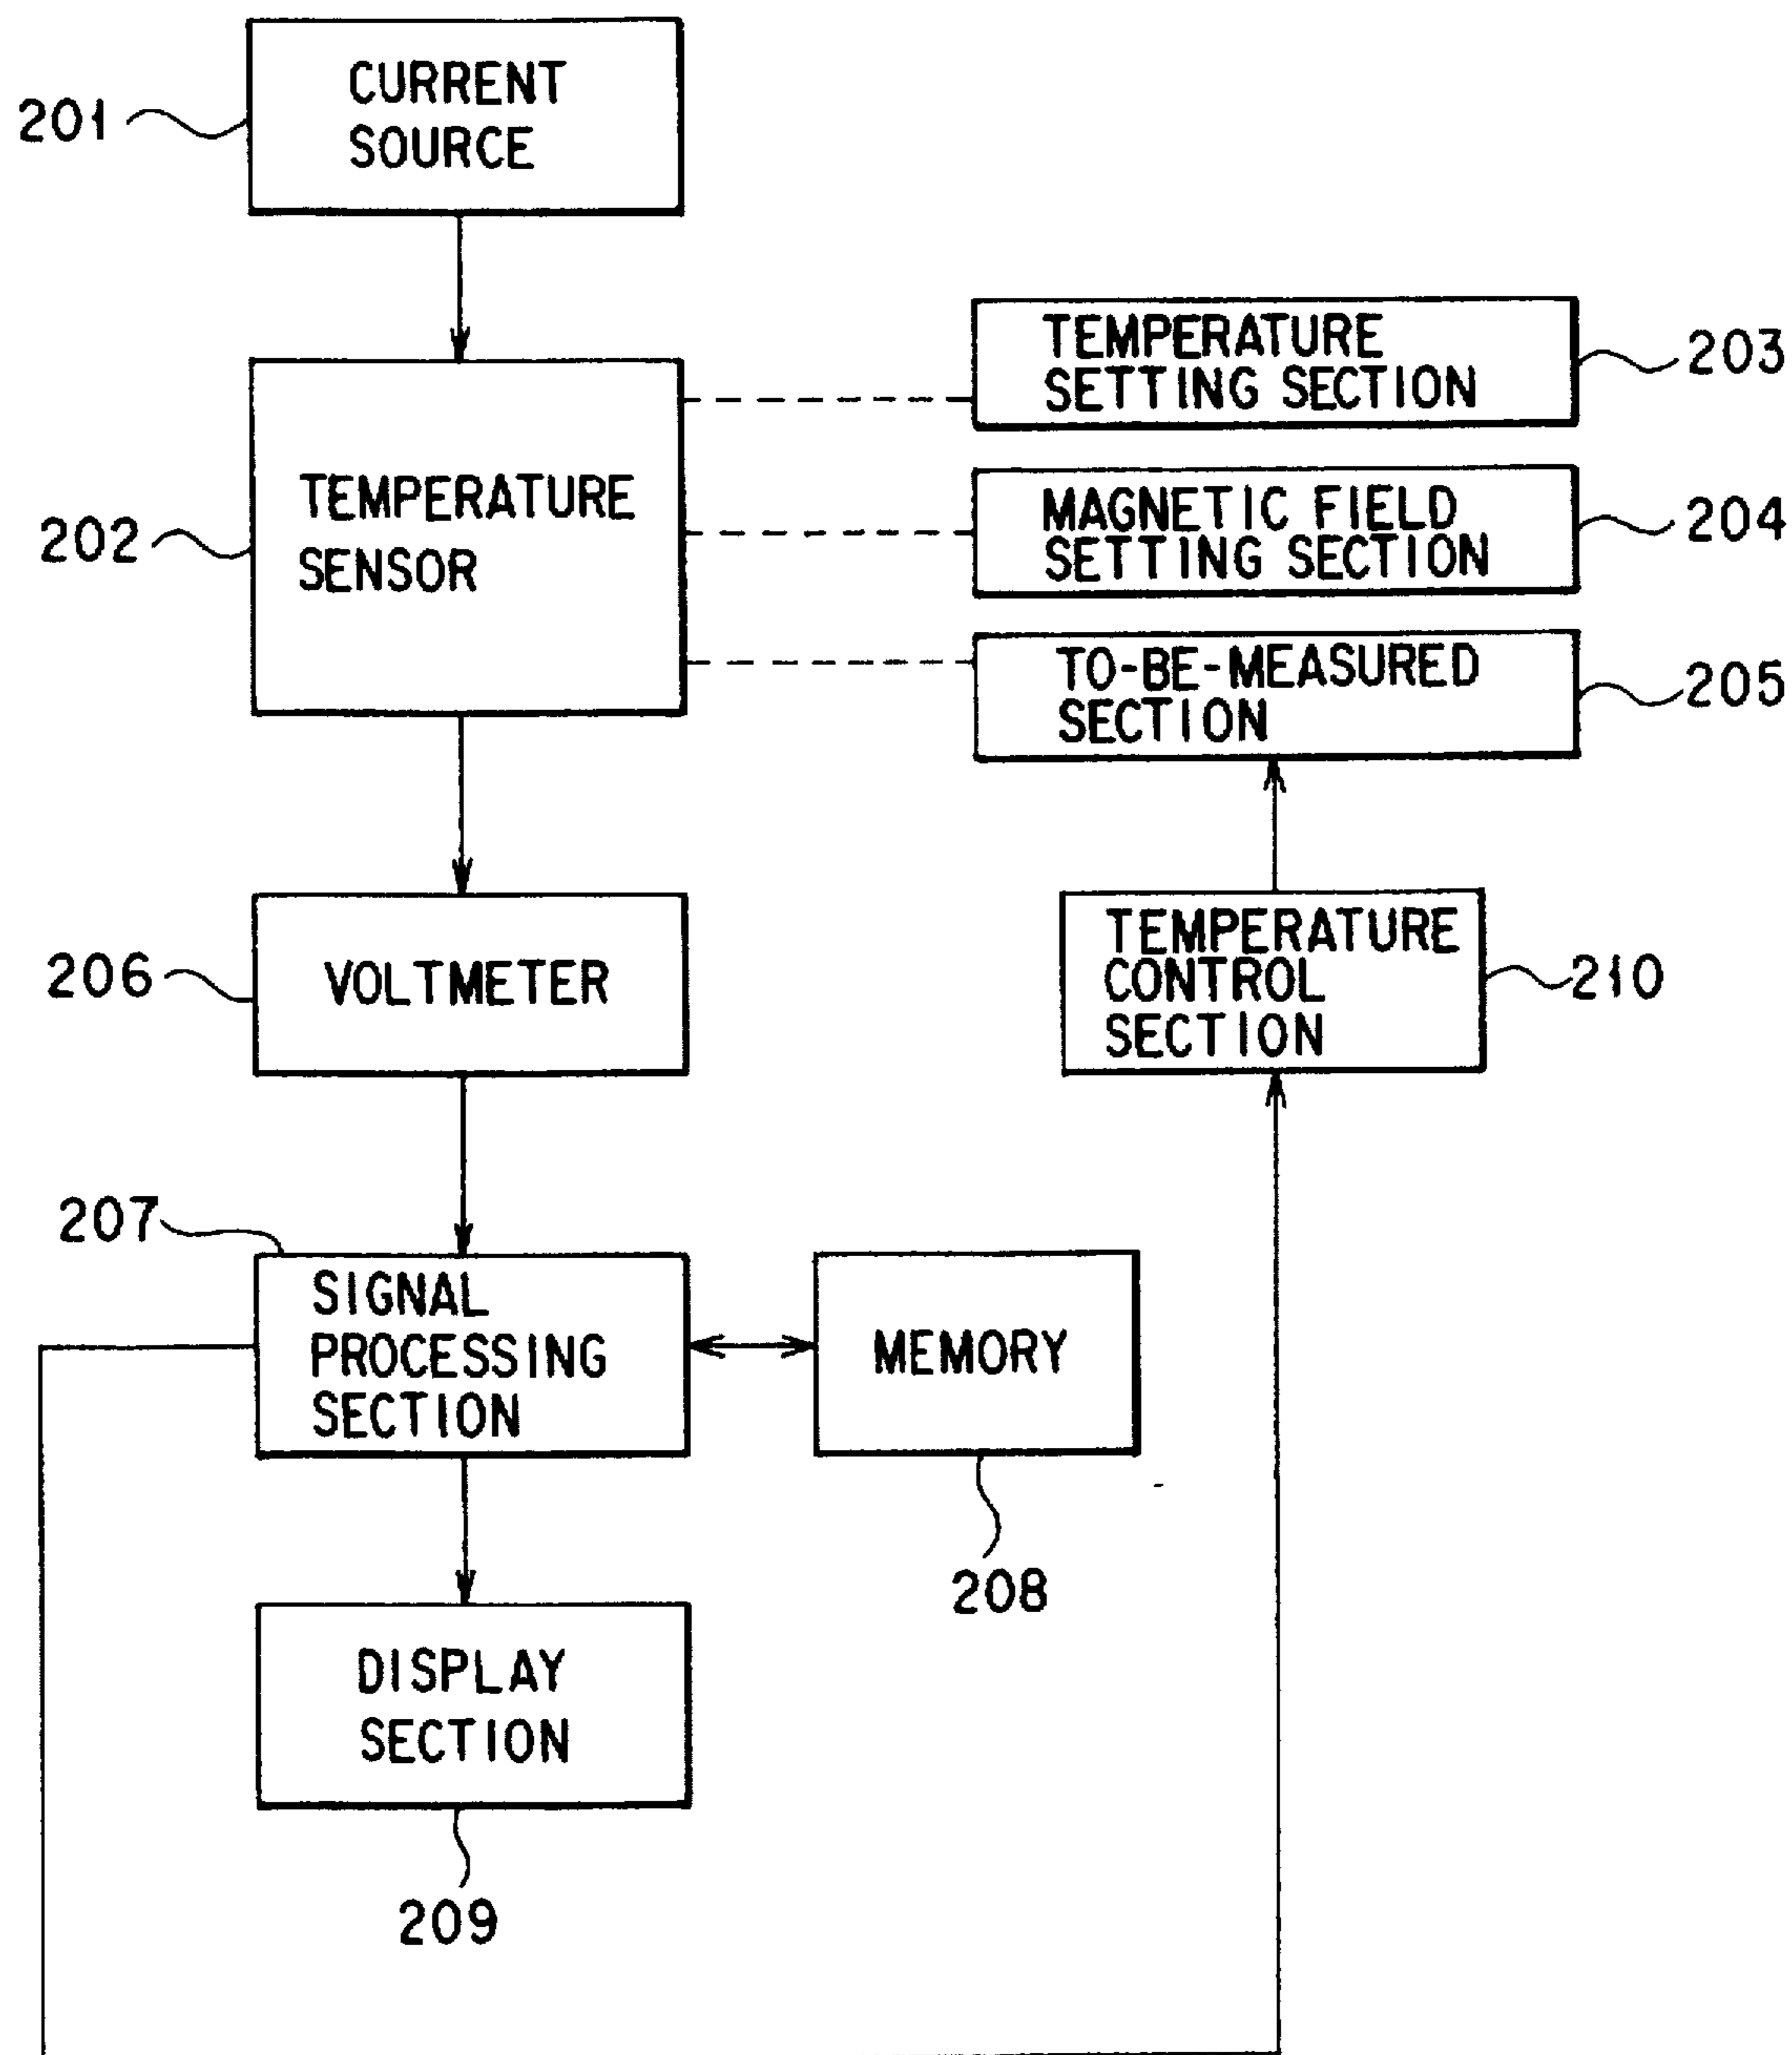 CURRENT
SOURCE
201
TEMPERATURE
SETTING SECTION
203
TEMPERATURE
SENSOR
202
MAGNETIC FIELD
SETTING SECTION
204
TO-BE-MEASURED
SECTION
205
VOLTMETER
206
TEMPERATURE
CONTROL
SECTION
210
207
SIGNAL
PROCESSING
SECTION
MEMORY
208
DISPLAY
SECTION
209